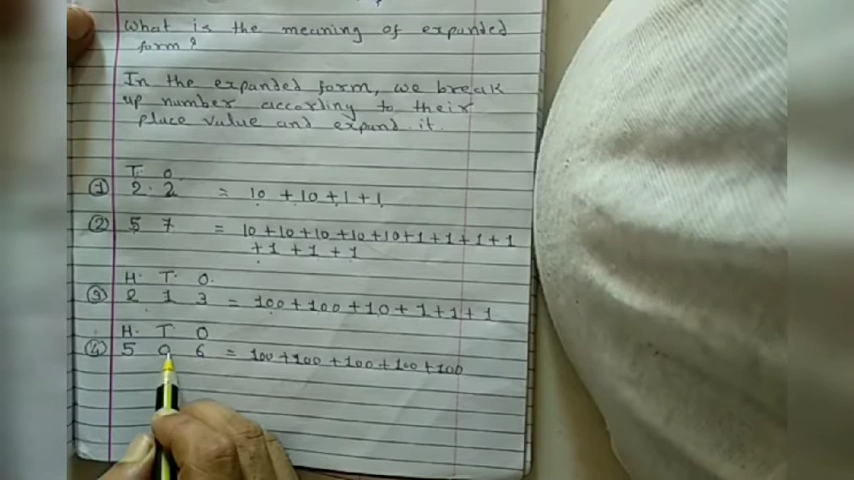 What is the meaning of expanded
form?
In the expanded form, we break
up number according to their
place value and expand it.
T. O.
① 2. 2 = 10 + 10 + 1 + 1
② 5 7 = 10 + 10 + 10 + 10 + 10 + 1 + 1 + 1 + 1
+ 1 + 1 + 1
H. T. O.
③ 2 1 3 = 100 + 100 + 10 + 1 + 1 + 1
H. T O
④ 5 0 6 = 100 + 100 + 100 + 100 + 100